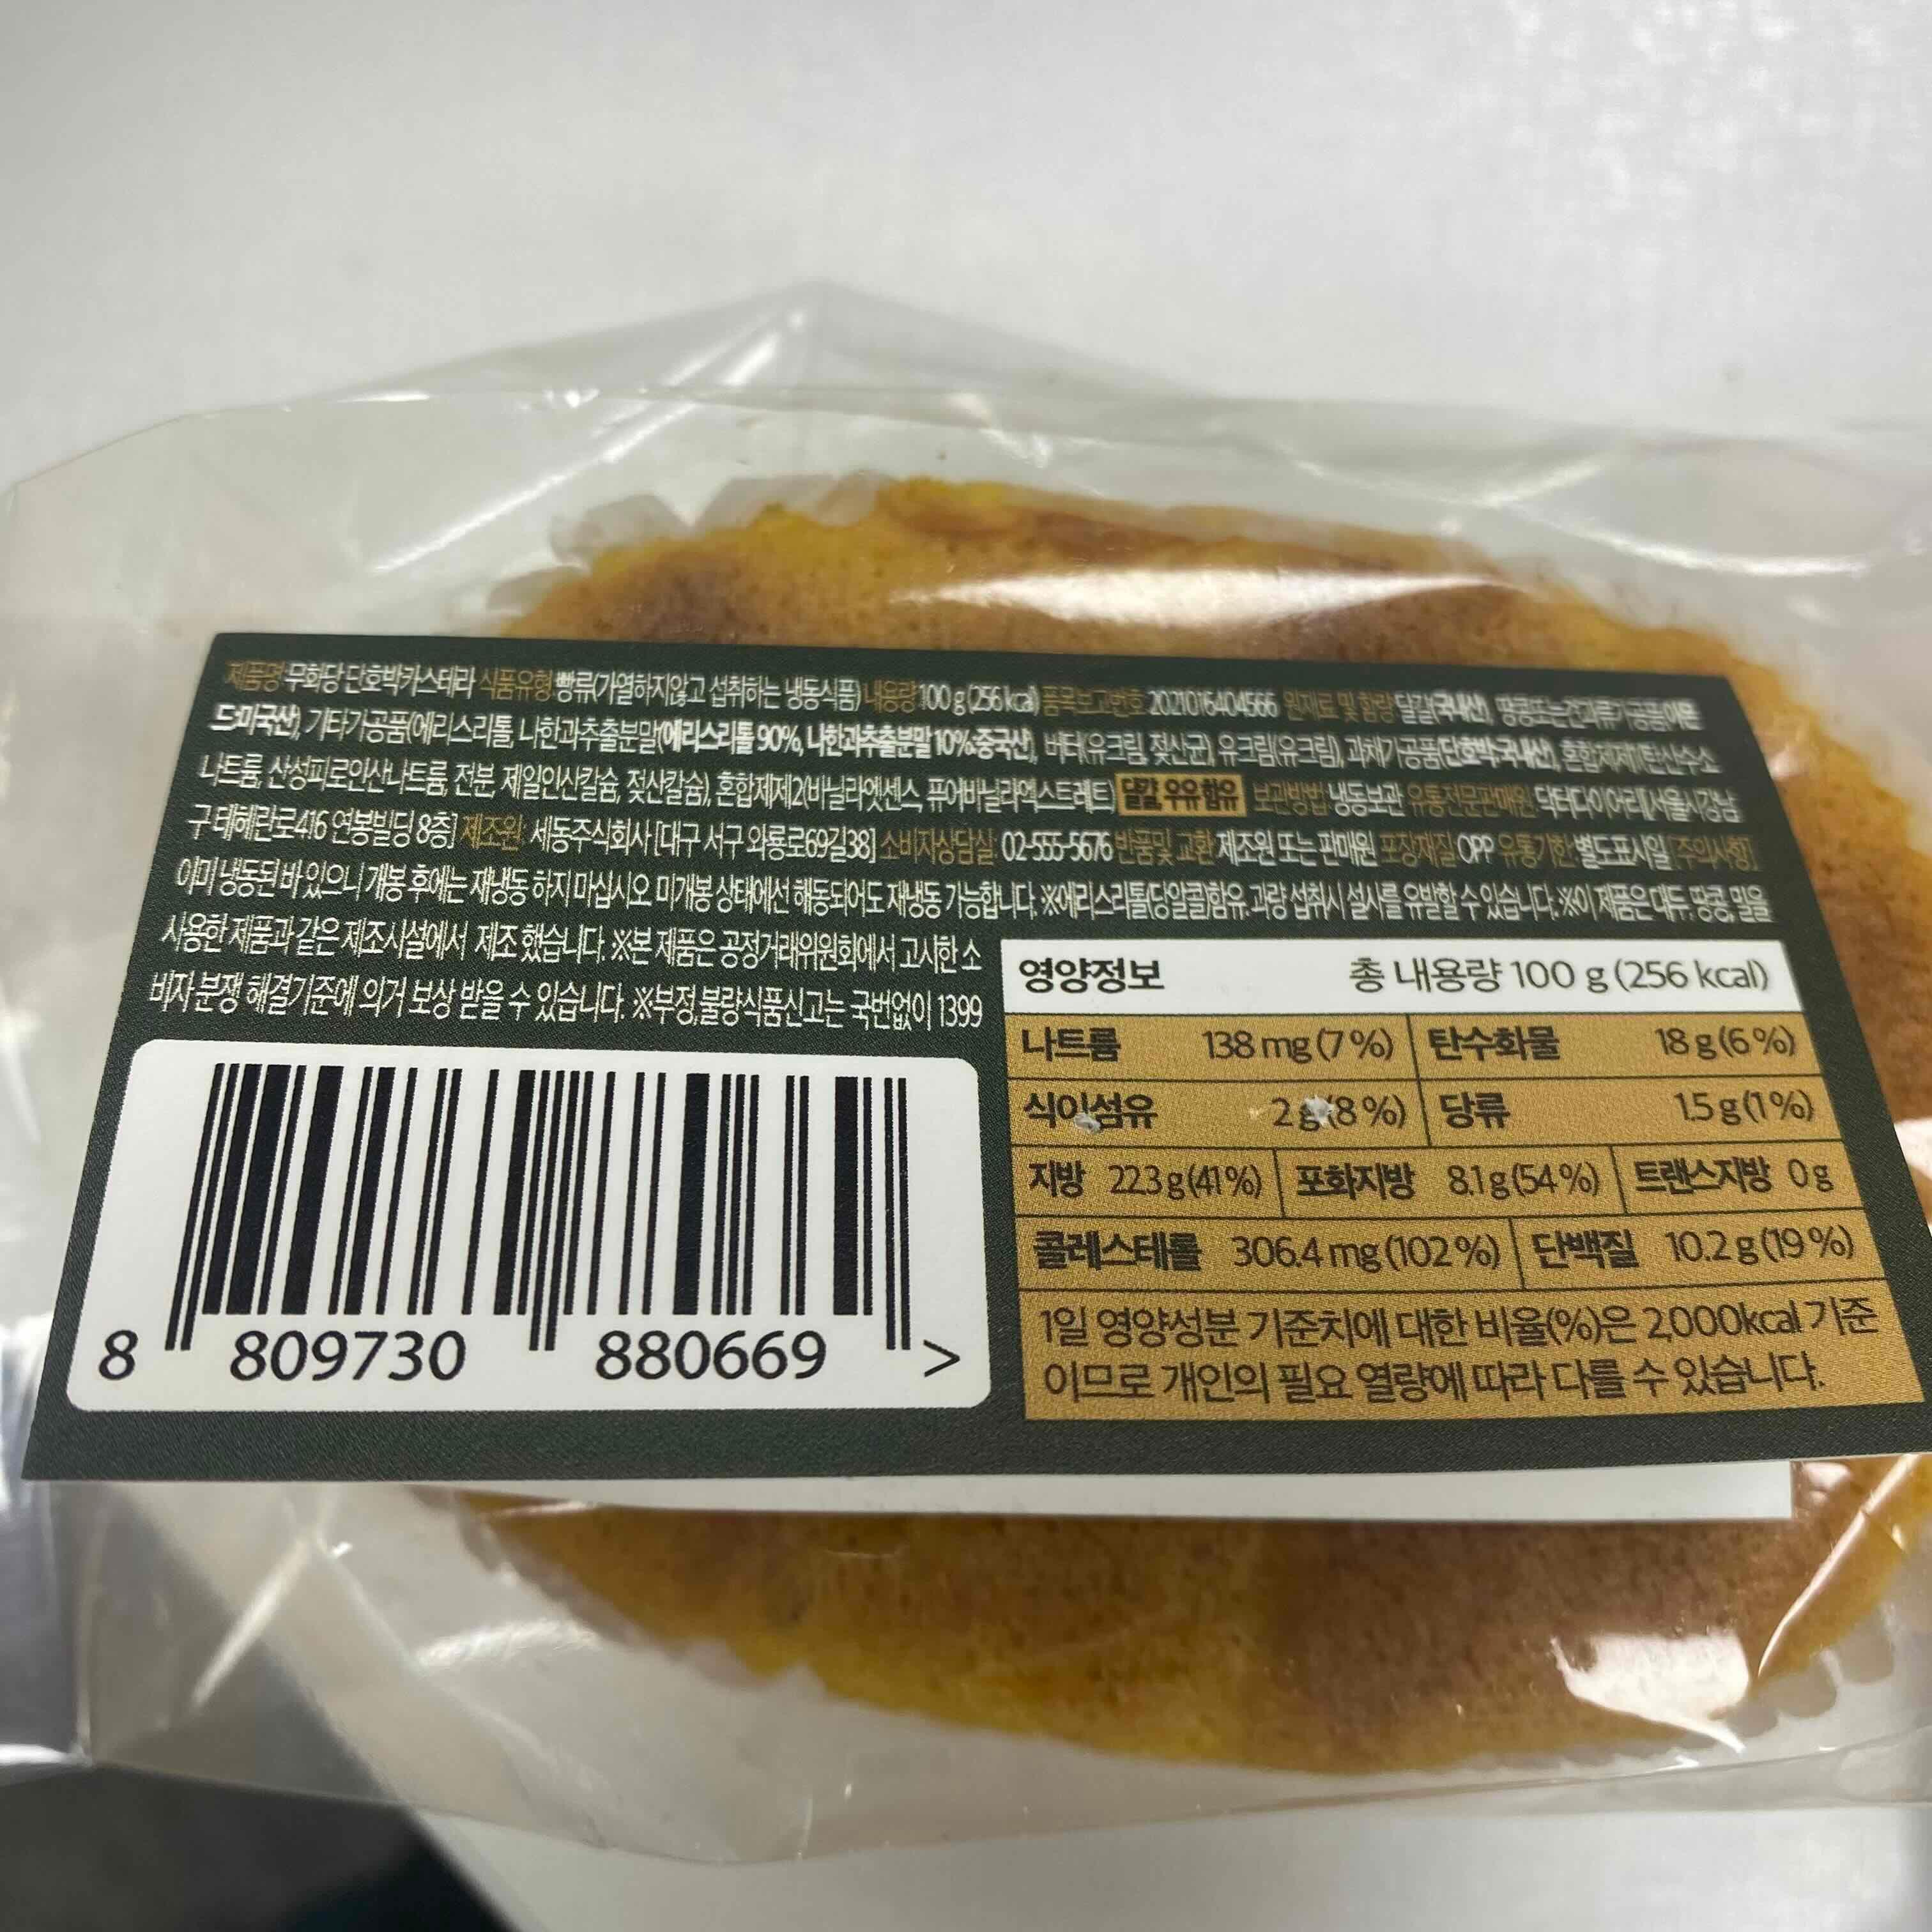 제품명 무화당 단호박카스테라 식품유형 빵류(가열하지않고 섭취하는 냉동식품) 내용량 100 g (256 kcal) 품목보고번호 2021016404566 원재료 및 함량 달걀(국내산), 땅콩또는견과류가공품(아몬
드:미국산), 기타가공품(에리스리톨, 나한과추출분말(에리스리톨 90%, 나한과추출분말 10%:중국산), 버터(유크림, 젖산균), 유크림(유크림), 과채가공품(단호박:국내산), 혼합제제1(탄산수소
나트륨, 산성피로인산나트륨, 전분, 제일인산칼슘, 젖산칼슘), 혼합제제2(바닐라엣센스, 퓨어바닐라엑스트레트) 달걀, 우유 함유 보관방법 냉동보관 유통전문판매원 닥터다이어리[서울시 강남
구 테헤란로416 연봉빌딩 8층] 제조원: 세동주식회사 [대구 서구 와룡로69길38] 소비자상담실: 02-555-5676 반품및 교환 제조원 또는 판매원 포장재질 OPP 유통기한: 별도표시일 [주의사항]
이미 냉동된 바 있으니 개봉 후에는 재냉동 하지 마십시오 미개봉 상태에선 해동되어도 재냉동 가능합니다. ※에리스리톨(당알콜)함유. 과량 섭취시 설사를 유발할 수 있습니다. ※이 제품은 대두, 땅콩, 밀을
사용한 제품과 같은 제조시설에서 제조 했습니다. ※본 제품은 공정거래위원회에서 고시한 소
비자 분쟁 해결기준에 의거 보상 받을 수 있습니다. ※부정,불량식품신고는 국번없이 1399
영양정보 총 내용량 100 g (256 kcal)
나트륨 138 mg (7 %) 탄수화물 18 g (6 %)
식이섬유 2 g (8 %) 당류 1.5 g (1 %)
지방 22.3 g (41 %) 포화지방 8.1 g (54 %) 트랜스지방 0 g
콜레스테롤 306.4 mg (102 %) 단백질 10.2 g (19 %)
1일 영양성분 기준치에 대한 비율(%)은 2,000kcal 기준
이므로 개인의 필요 열량에 따라 다를 수 있습니다.
8 809730 880669 >